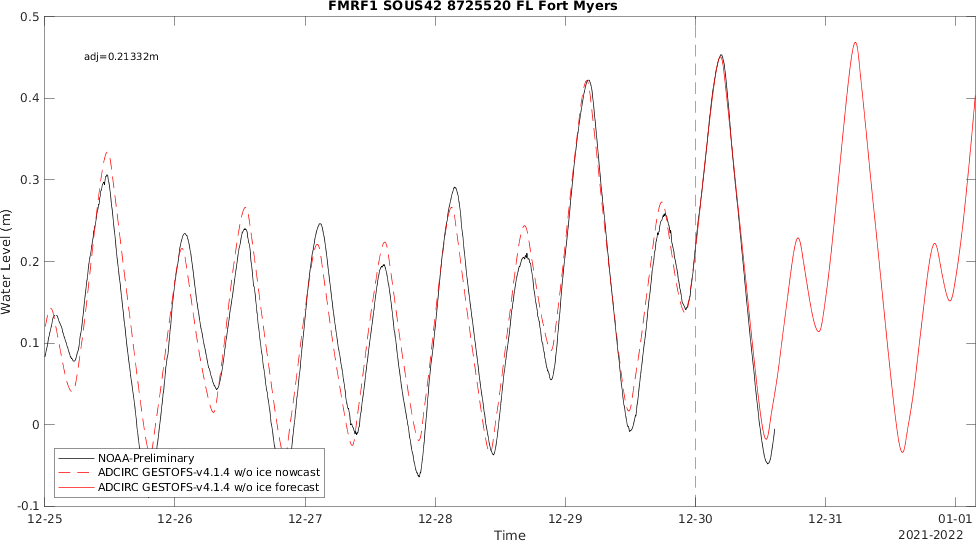 FMRF1 SOUS42 8725520 FL Fort Myers
adj=0.21332m
0.5
0.4
0.3
0.2
0.1
0
-0.1
Water Level (m)
NOAA-Preliminary
ADCIRC GESTOFS-v4.1.4 w/o ice nowcast
ADCIRC GESTOFS-v4.1.4 w/o ice forecast
12-25 12-26 12-27 12-28 12-29 12-30 12-31 01-01
Time
2021-2022